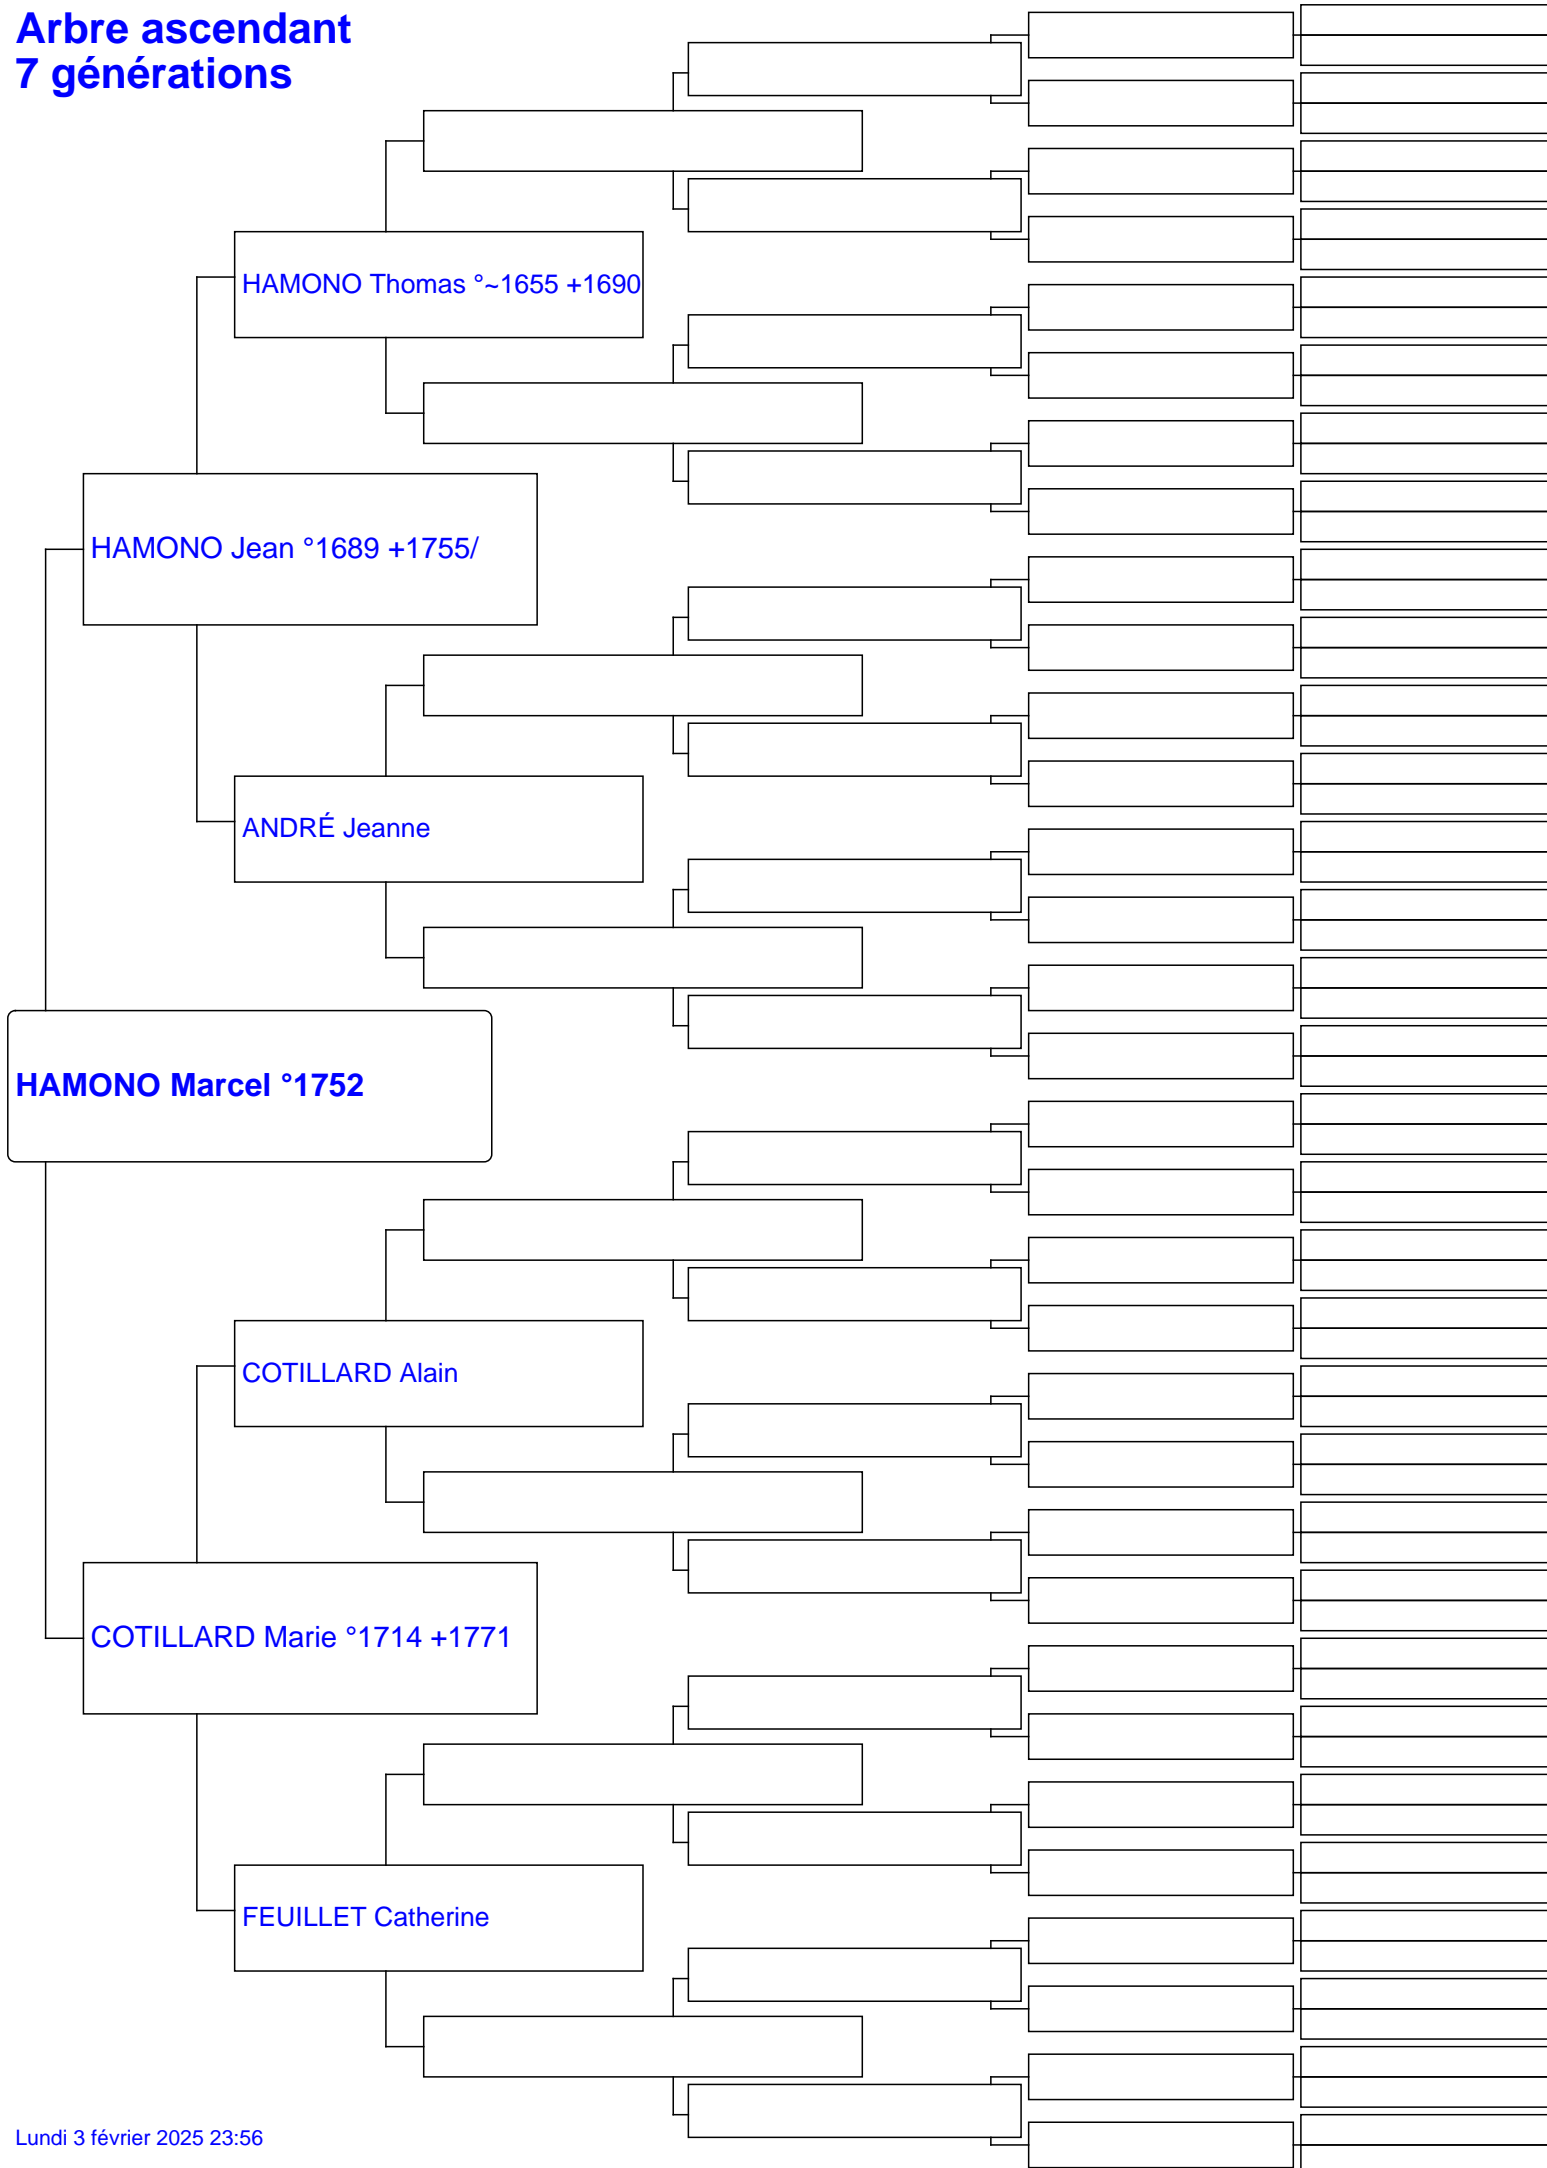 Arbre ascendant
7 générations
HAMONO Thomas °~1655 +1690
HAMONO Jean °1689 +1755/
ANDRÉ Jeanne
HAMONO Marcel °1752
COTILLARD Alain
COTILLARD Marie °1714 +1771
FEUILLET Catherine
Lundi 3 février 2025 23:56